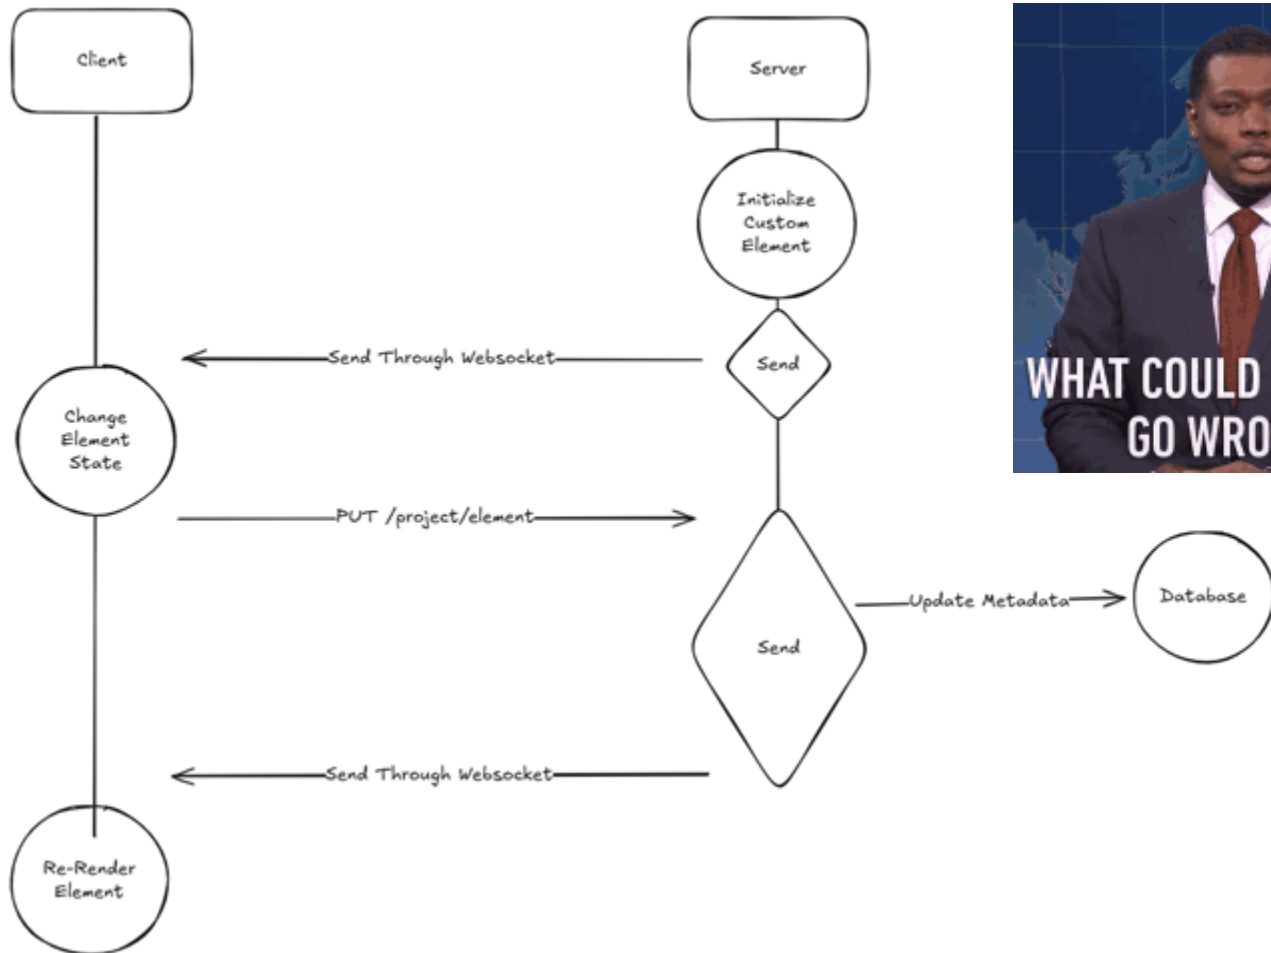 Client
Server
Initialize
Custom
Element
Send Through Websocket
Send
Change
Element
State
PUT /project/element
Send
Update Metadata
Database
Send Through Websocket
Re-Render
Element
WHAT COULD
GO WRO